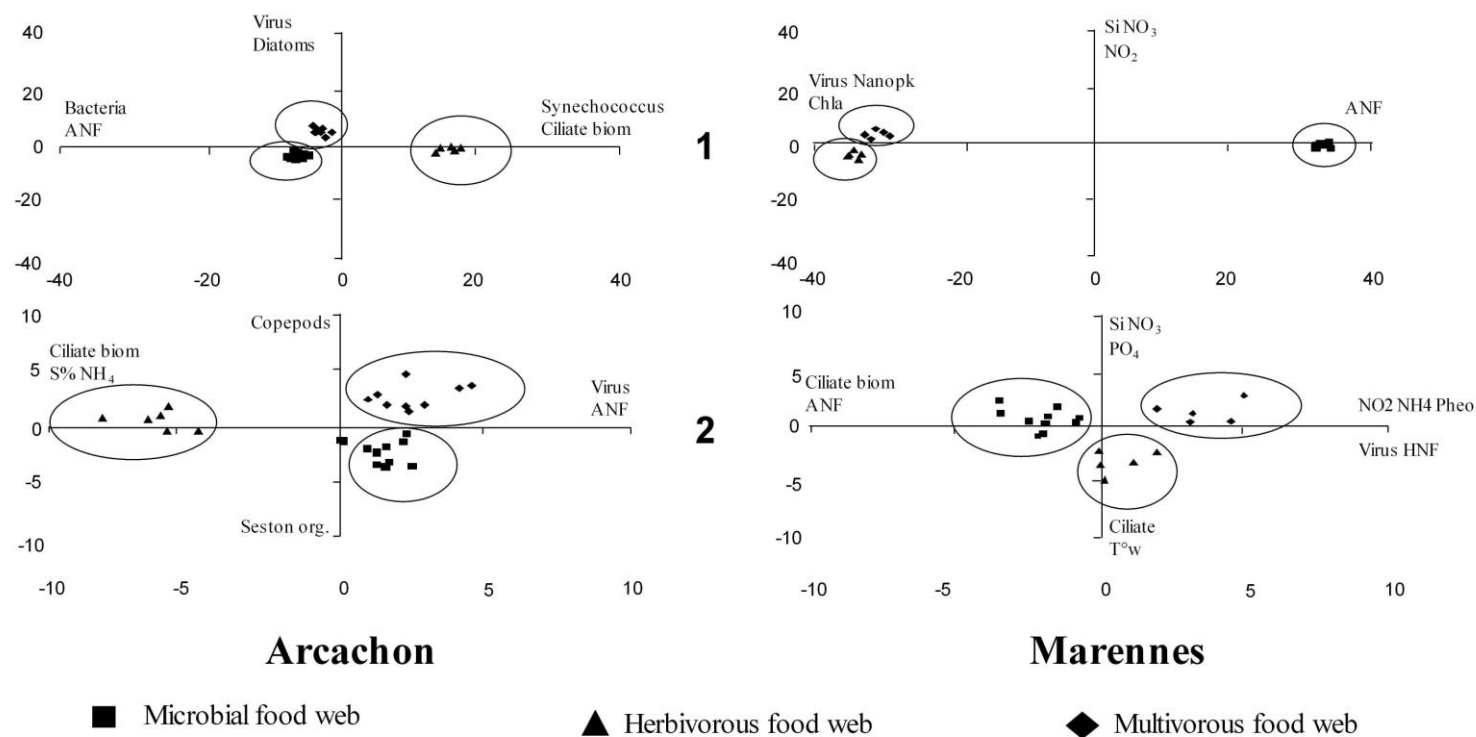 Virus
Diatoms
40
20
0
-20
-40
Bacteria
ANF
Synechococcus
Ciliate biom
-40
-20
0
20
40
1
SiNO₃
NO₂
40
20
0
-20
-40
Virus Nanopk
Chla
ANF
-40
-20
0
20
40
10
5
0
-5
-10
Copepods
Ciliate biom
S% NH₄
Virus
ANF
Seston org.
-10
-5
0
5
10
2
SiNO₃
PO₄
10
5
0
-5
-10
Ciliate biom
ANF
NO2 NH4 Pheo
Virus HNF
Ciliate
T°w
-10
-5
0
5
10
Arcachon
Marennes
Microbial food web
Herbivorous food web
Multivorous food web